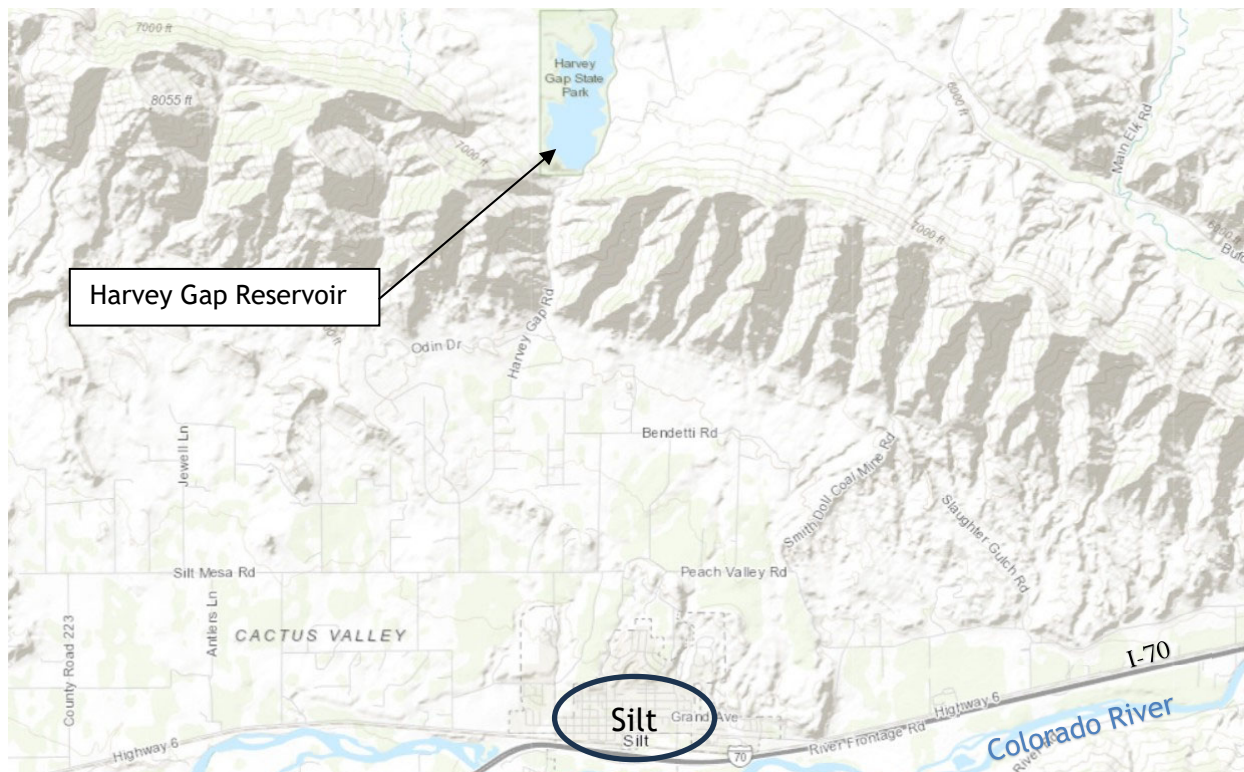 7000 ft
8055 ft
Harvey
Gap State
Park
6000 ft
Main Elk Rd
7000 ft
7000 ft
Harvey Gap Reservoir
Harvey Gap Rd
Odin Dr
Jewell Ln
Bendetti Rd
Smith Doll Coal Mine Rd
Slaughter Gulch Rd
Silt Mesa Rd
Peach Valley Rd
Antlers Ln
CACTUS VALLEY
County Road 223
I-70
Silt
Grand Ave
Silt
Highway 6
Highway 6
70
River Frontage Rd
Colorado River